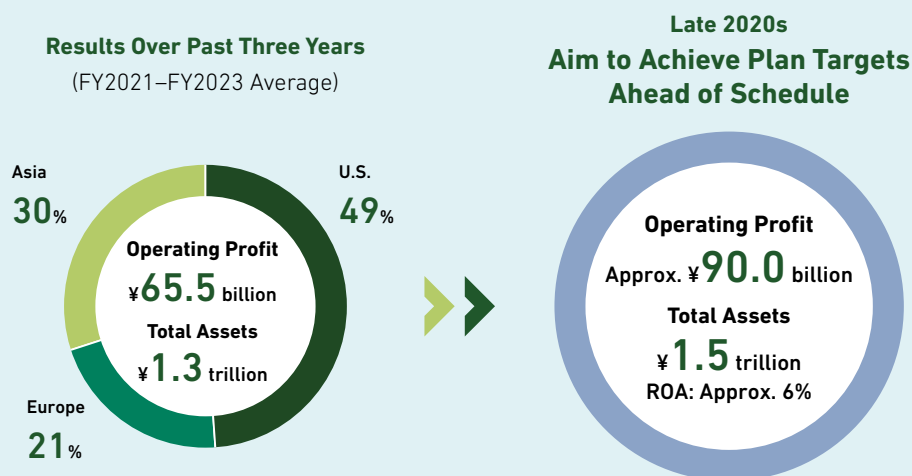 Results Over Past Three Years
(FY2021–FY2023 Average)
Asia
30%
U.S.
49%
Operating Profit
¥65.5 billion
Total Assets
¥1.3 trillion
Europe
21%
Late 2020s
Aim to Achieve Plan Targets
Ahead of Schedule
Operating Profit
Approx. ¥90.0 billion
Total Assets
¥1.5 trillion
ROA: Approx. 6%